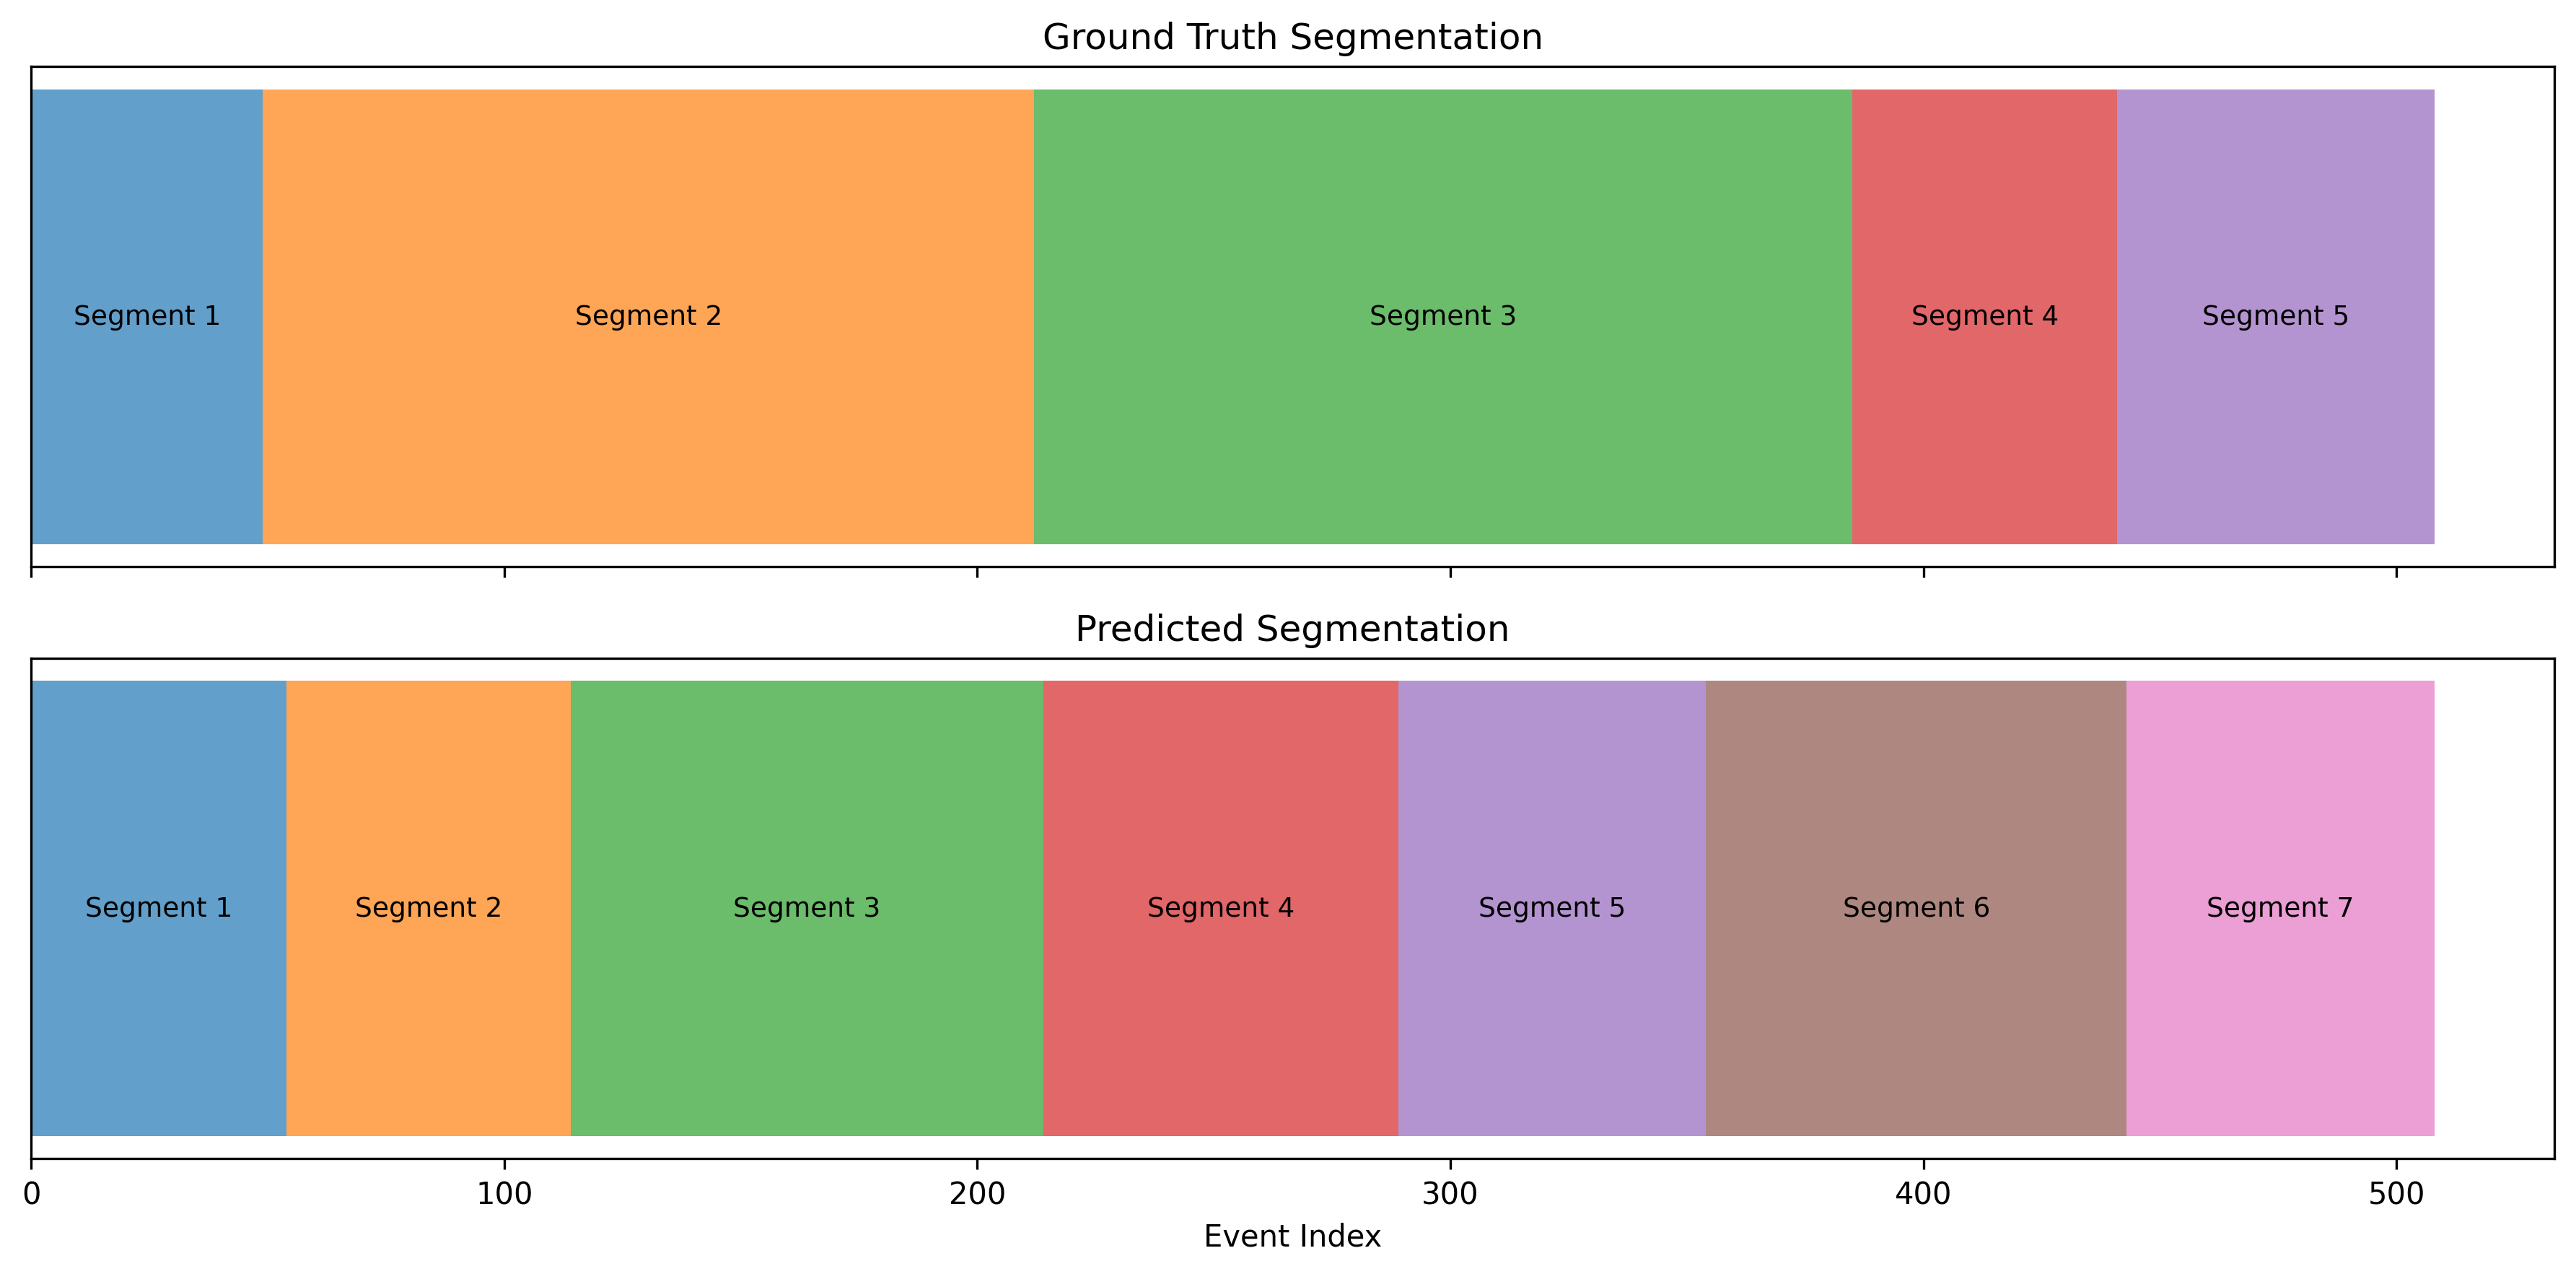 Ground Truth Segmentation
Segment 1 Segment 2 Segment 3 Segment 4 Segment 5
Predicted Segmentation
Segment 1 Segment 2 Segment 3 Segment 4 Segment 5 Segment 6 Segment 7
0 100 200 300 400 500
Event Index